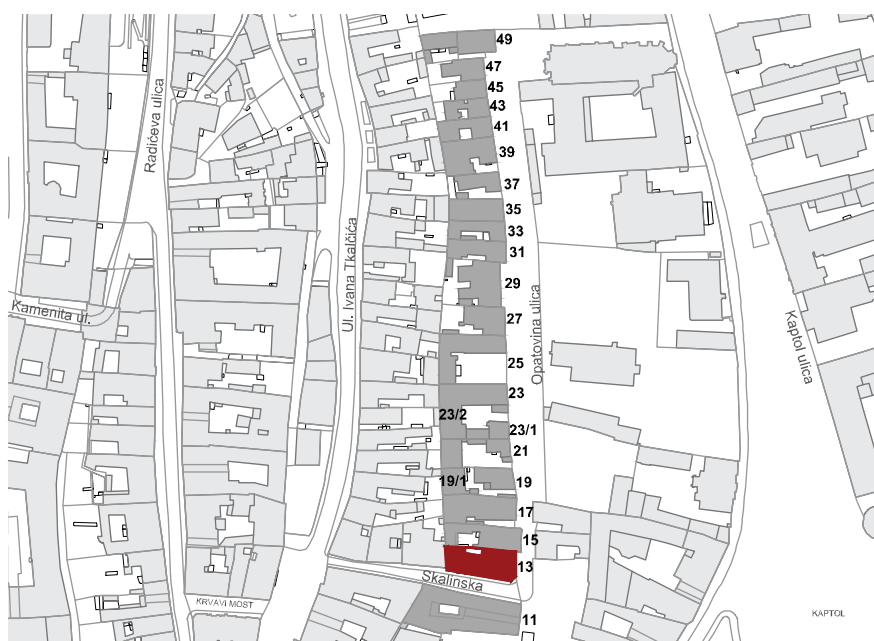 49
47
45
43
41
39
37
35
33
31
29
27
25
23
23/2
23/1
21
19/1
19
17
15
13
11
Radićeva ulica
Kamenita ul.
Ul. Ivana Tkalčića
Opatovina ulica
Kaptol ulica
Skalinska
KRVAVI MOST
KAPTOL